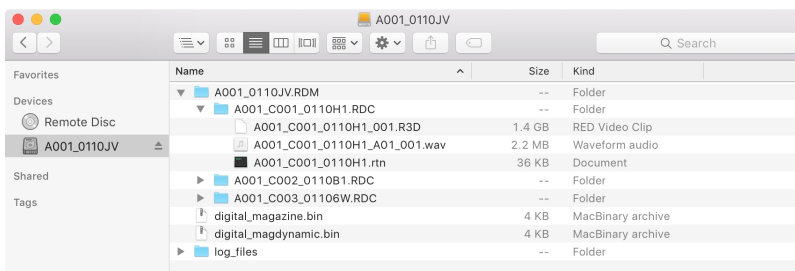 A001_0110JV
Search
Favorites
Devices
Remote Disc
A001_0110JV
Shared
Tags
Name Size Kind
A001_0110JV.RDM -- Folder
A001_C001_0110H1.RDC -- Folder
A001_C001_0110H1_001.R3D 1.4 GB RED Video Clip
A001_C001_0110H1_A01_001.wav 2.2 MB Waveform audio
A001_C001_0110H1.rtn 36 KB Document
A001_C002_0110B1.RDC -- Folder
A001_C003_01106W.RDC -- Folder
digital_magazine.bin 4 KB MacBinary archive
digital_magdynamic.bin 4 KB MacBinary archive
log_files -- Folder